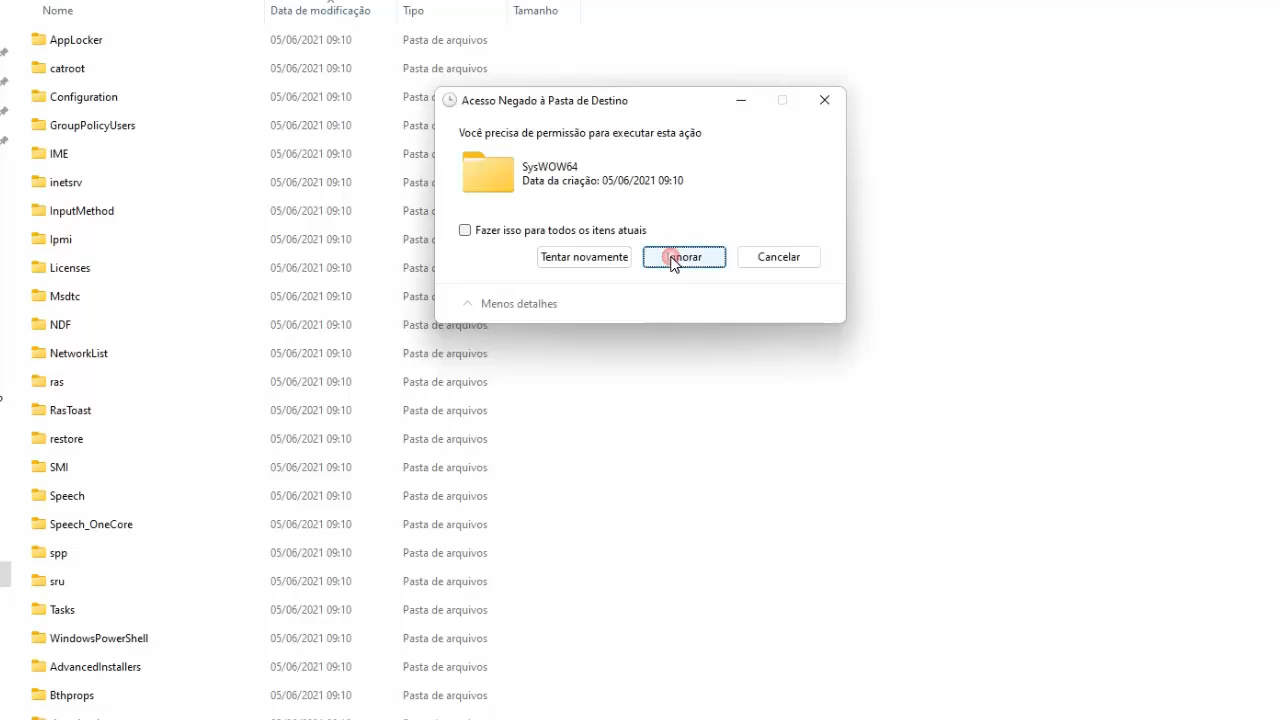 Nome Data de modificação Tipo Tamanho
AppLocker 05/06/2021 09:10 Pasta de arquivos
catroot 05/06/2021 09:10 Pasta de arquivos
Configuration 05/06/2021 09:10 Pasta
GroupPolicyUsers 05/06/2021 09:10 Pasta
IME 05/06/2021 09:10 Pasta
inetsrv 05/06/2021 09:10 Pasta
InputMethod 05/06/2021 09:10 Pasta
Ipmi 05/06/2021 09:10 Pasta
Licenses 05/06/2021 09:10 Pasta
Msdtc 05/06/2021 09:10 Pasta
NDF 05/06/2021 09:10 Pasta de arquivos
NetworkList 05/06/2021 09:10 Pasta de arquivos
ras 05/06/2021 09:10 Pasta de arquivos
RasToast 05/06/2021 09:10 Pasta de arquivos
restore 05/06/2021 09:10 Pasta de arquivos
SMI 05/06/2021 09:10 Pasta de arquivos
Speech 05/06/2021 09:10 Pasta de arquivos
Speech_OneCore 05/06/2021 09:10 Pasta de arquivos
spp 05/06/2021 09:10 Pasta de arquivos
sru 05/06/2021 09:10 Pasta de arquivos
Tasks 05/06/2021 09:10 Pasta de arquivos
WindowsPowerShell 05/06/2021 09:10 Pasta de arquivos
AdvancedInstallers 05/06/2021 09:10 Pasta de arquivos
Bthprops 05/06/2021 09:10 Pasta de arquivos
Acesso Negado à Pasta de Destino
Você precisa de permissão para executar esta ação
SysWOW64
Data da criação: 05/06/2021 09:10
Fazer isso para todos os itens atuais
Tentar novamente Ignorar Cancelar
Menos detalhes